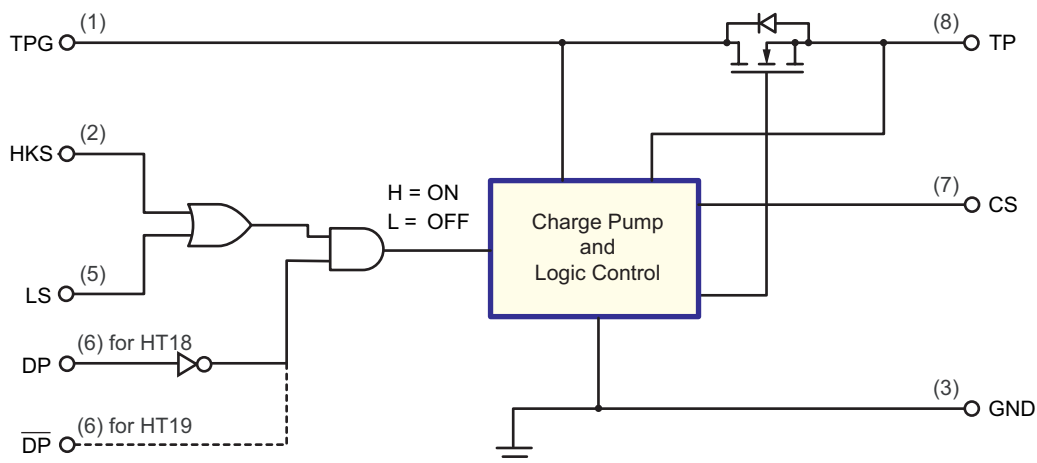 (1)
TPG
(8)
TP
(2)
HKS
H = ON
L = OFF
(7)
CS
Charge Pump
and
Logic Control
(5)
LS
(6) for HT18
DP
(3)
GND
(6) for HT19
D̅P̅